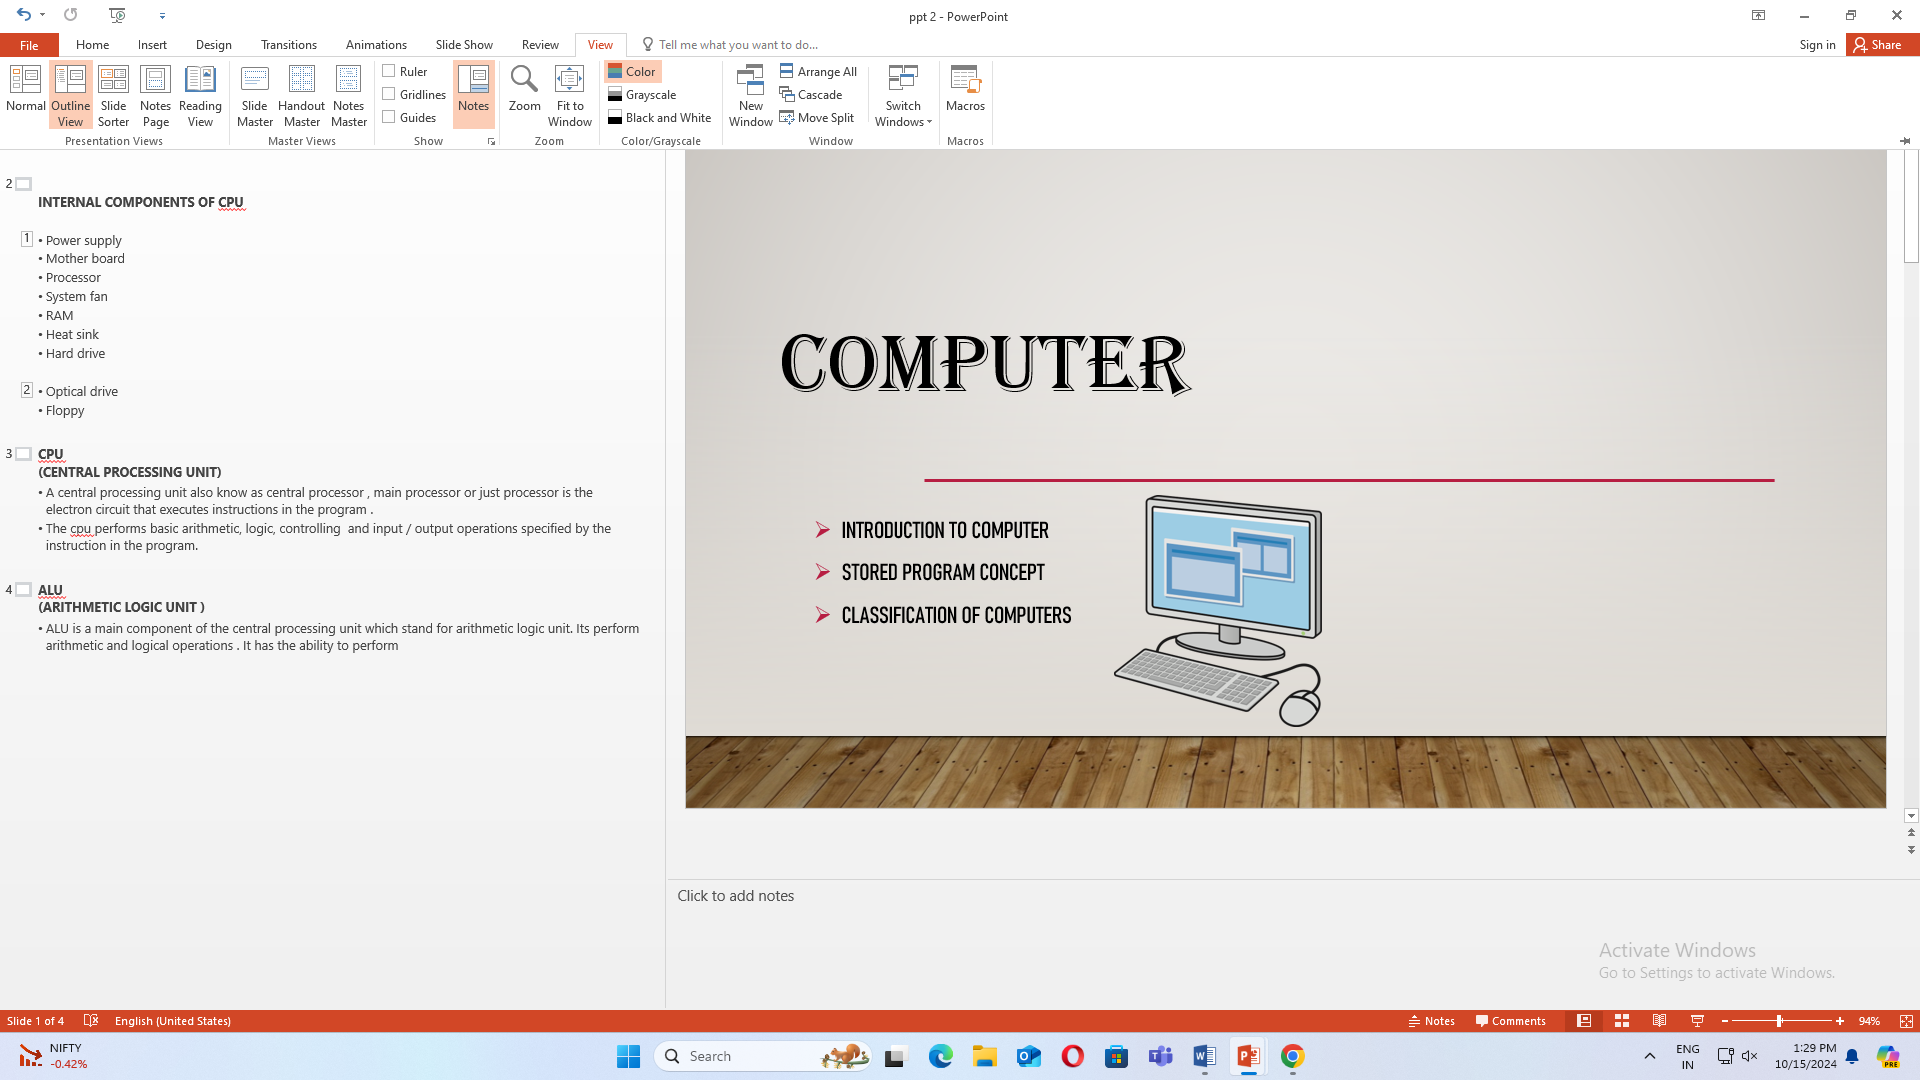 ppt 2 - PowerPoint
File Home Insert Design Transitions Animations Slide Show Review View Tell me what you want to do... Sign in Share
Normal Outline View Slide Sorter Notes Page Reading View
Presentation Views
Slide Master Handout Master Notes Master
Master Views
Ruler
Gridlines
Guides
Notes
Show
Zoom Fit to Window
Zoom
Color
Grayscale
Black and White
Color/Grayscale
New Window
Arrange All
Cascade
Move Split
Switch Windows
Window
Macros
Macros
2
INTERNAL COMPONENTS OF CPU
1 • Power supply
• Mother board
• Processor
• System fan
• RAM
• Heat sink
• Hard drive
2 • Optical drive
• Floppy
3 CPU
(CENTRAL PROCESSING UNIT)
• A central processing unit also know as central processor , main processor or just processor is the
electron circuit that executes instructions in the program .
• The cpu performs basic arithmetic, logic, controlling and input / output operations specified by the
instruction in the program.
4 ALU
(ARITHMETIC LOGIC UNIT )
• ALU is a main component of the central processing unit which stand for arithmetic logic unit. Its perform
arithmetic and logical operations . It has the ability to perform
COMPUTER
INTRODUCTION TO COMPUTER
STORED PROGRAM CONCEPT
CLASSIFICATION OF COMPUTERS
Click to add notes
Activate Windows
Go to Settings to activate Windows.
Slide 1 of 4 English (United States) Notes Comments 94%
NIFTY
-0.42%
Search
ENG
IN
1:29 PM
10/15/2024
PRE